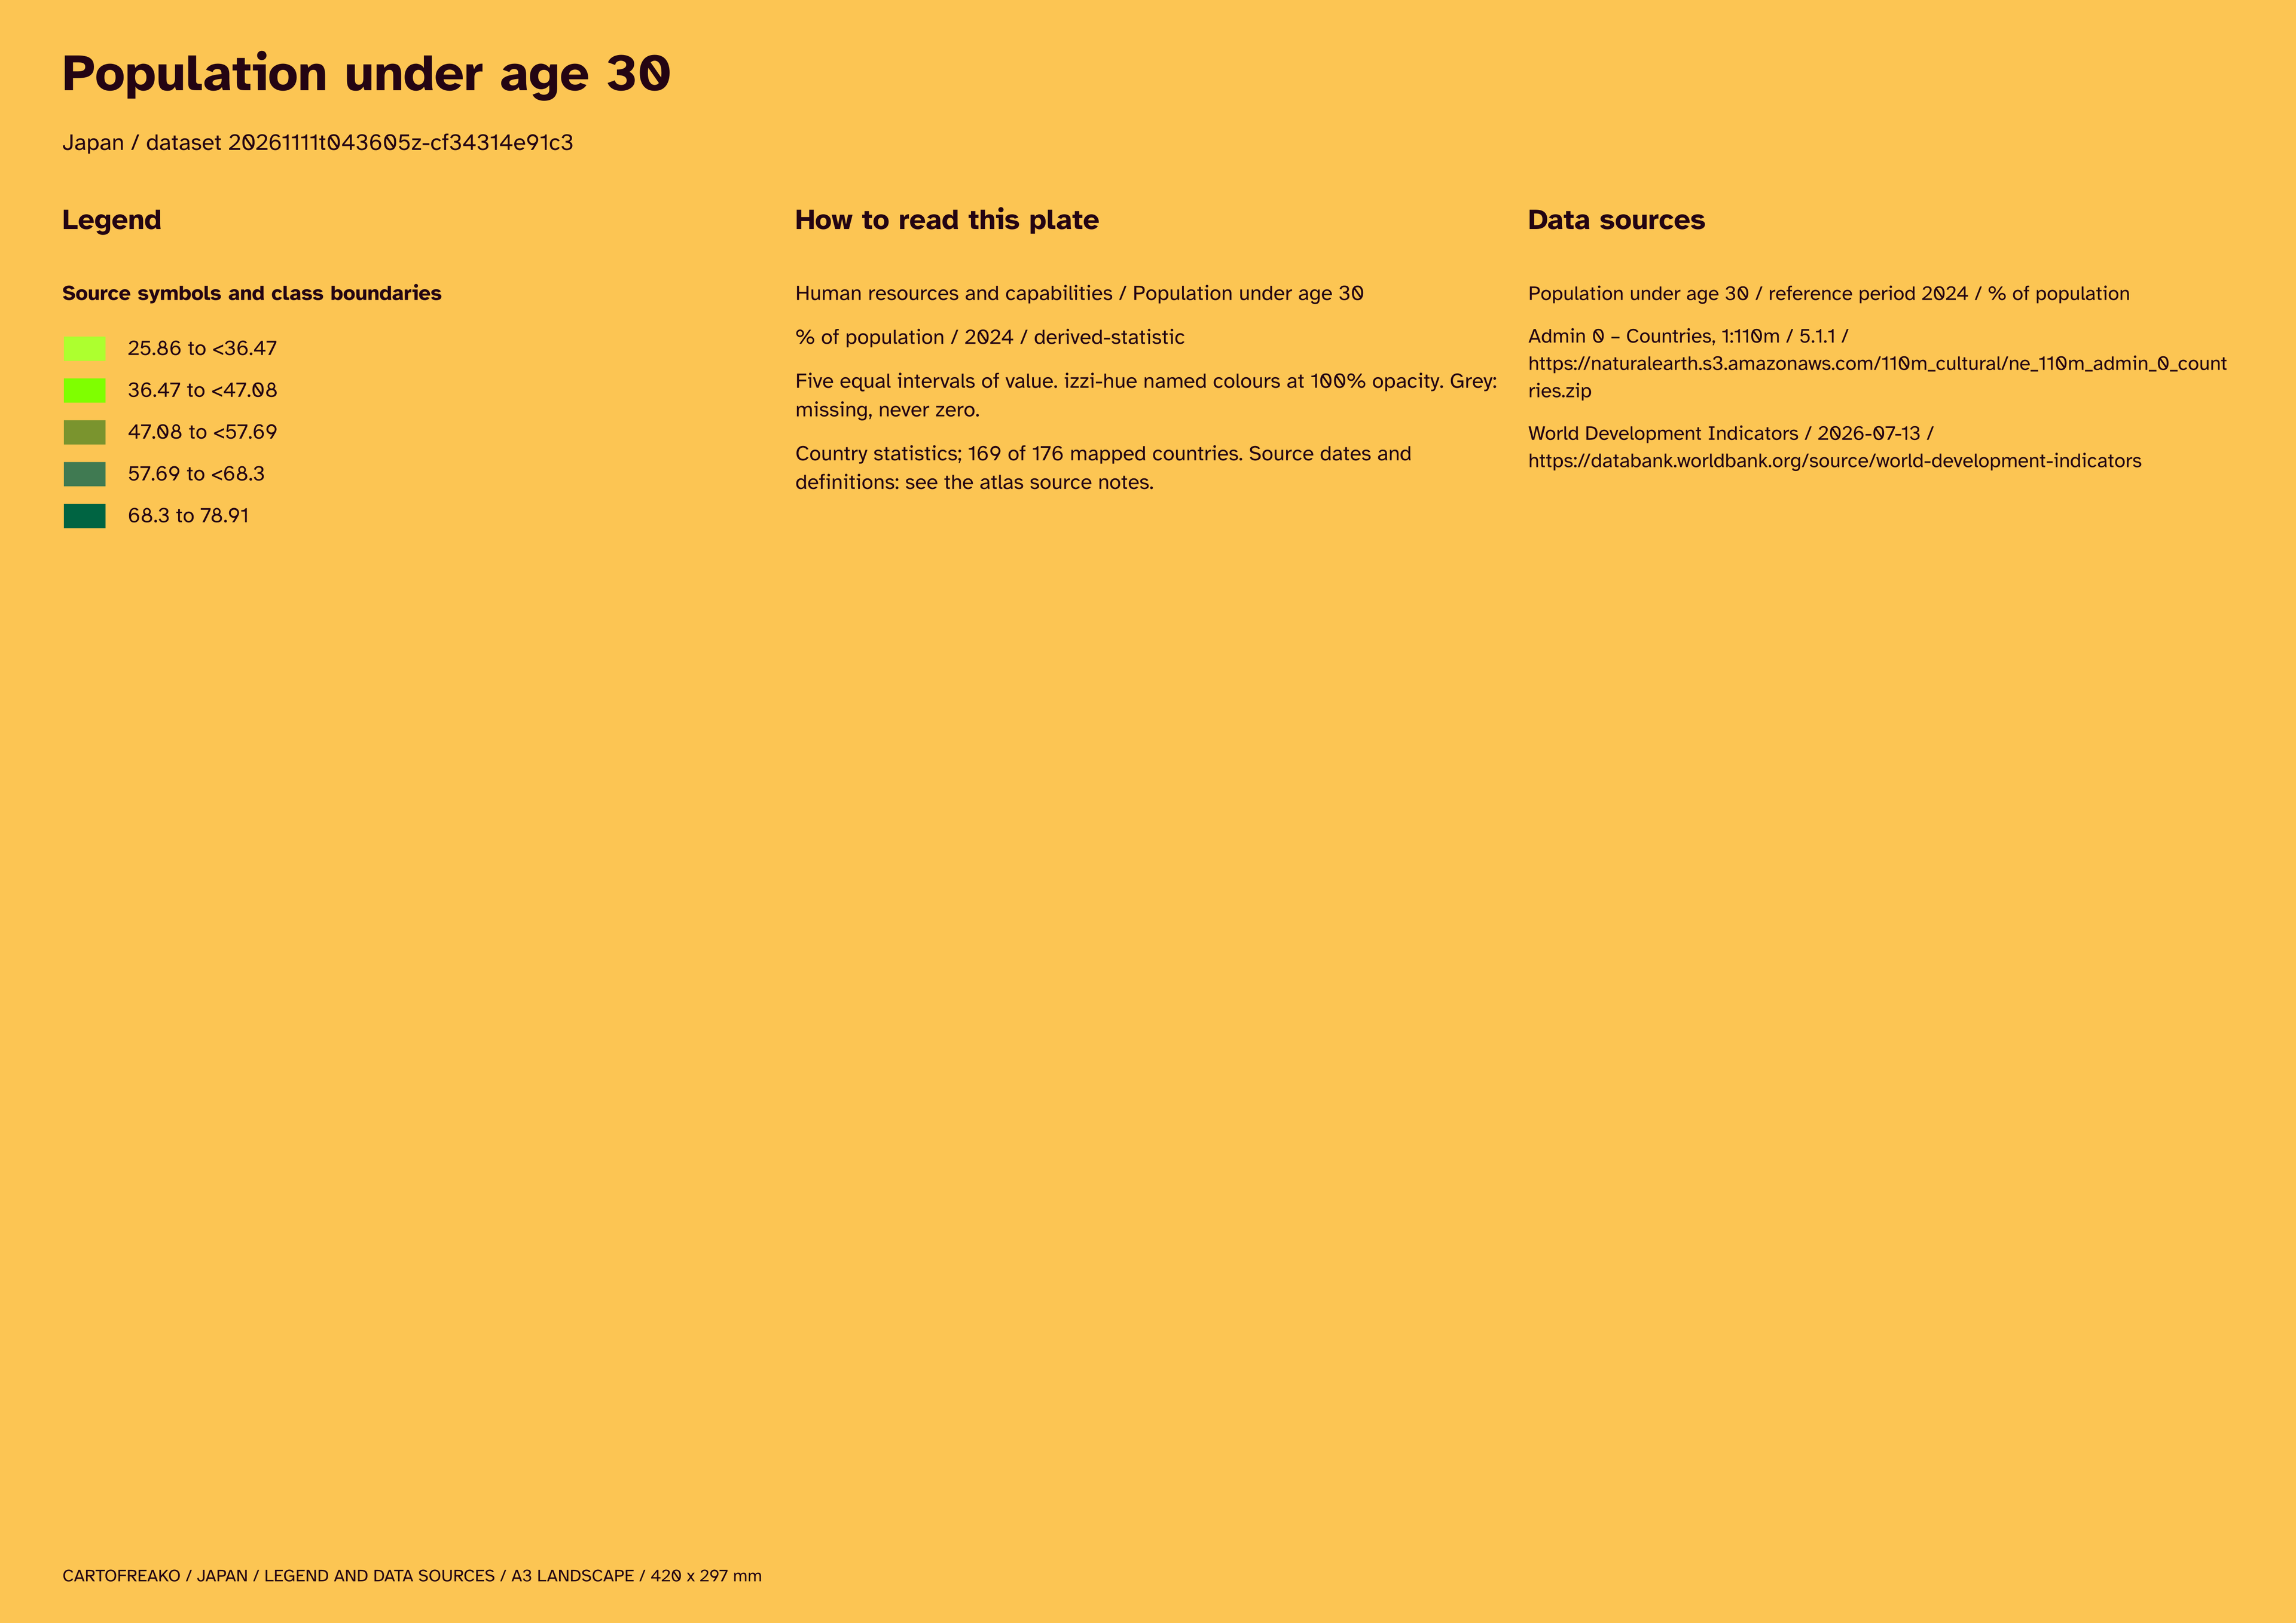 Population under age 30
Japan / dataset 20261111t043605z-cf34314e91c3
Legend
Source symbols and class boundaries
25.86 to <36.47
36.47 to <47.08
47.08 to <57.69
57.69 to <68.3
68.3 to 78.91
How to read this plate
Human resources and capabilities / Population under age 30
% of population / 2024 / derived-statistic
Five equal intervals of value. izzi-hue named colours at 100% opacity. Grey:
missing, never zero.
Country statistics; 169 of 176 mapped countries. Source dates and
definitions: see the atlas source notes.
Data sources
Population under age 30 / reference period 2024 / % of population
Admin 0 – Countries, 1:110m / 5.1.1 /
https://naturalearth.s3.amazonaws.com/110m_cultural/ne_110m_admin_0_count
ries.zip
World Development Indicators / 2026-07-13 /
https://databank.worldbank.org/source/world-development-indicators
CARTOFREAKO / JAPAN / LEGEND AND DATA SOURCES / A3 LANDSCAPE / 420 x 297 mm